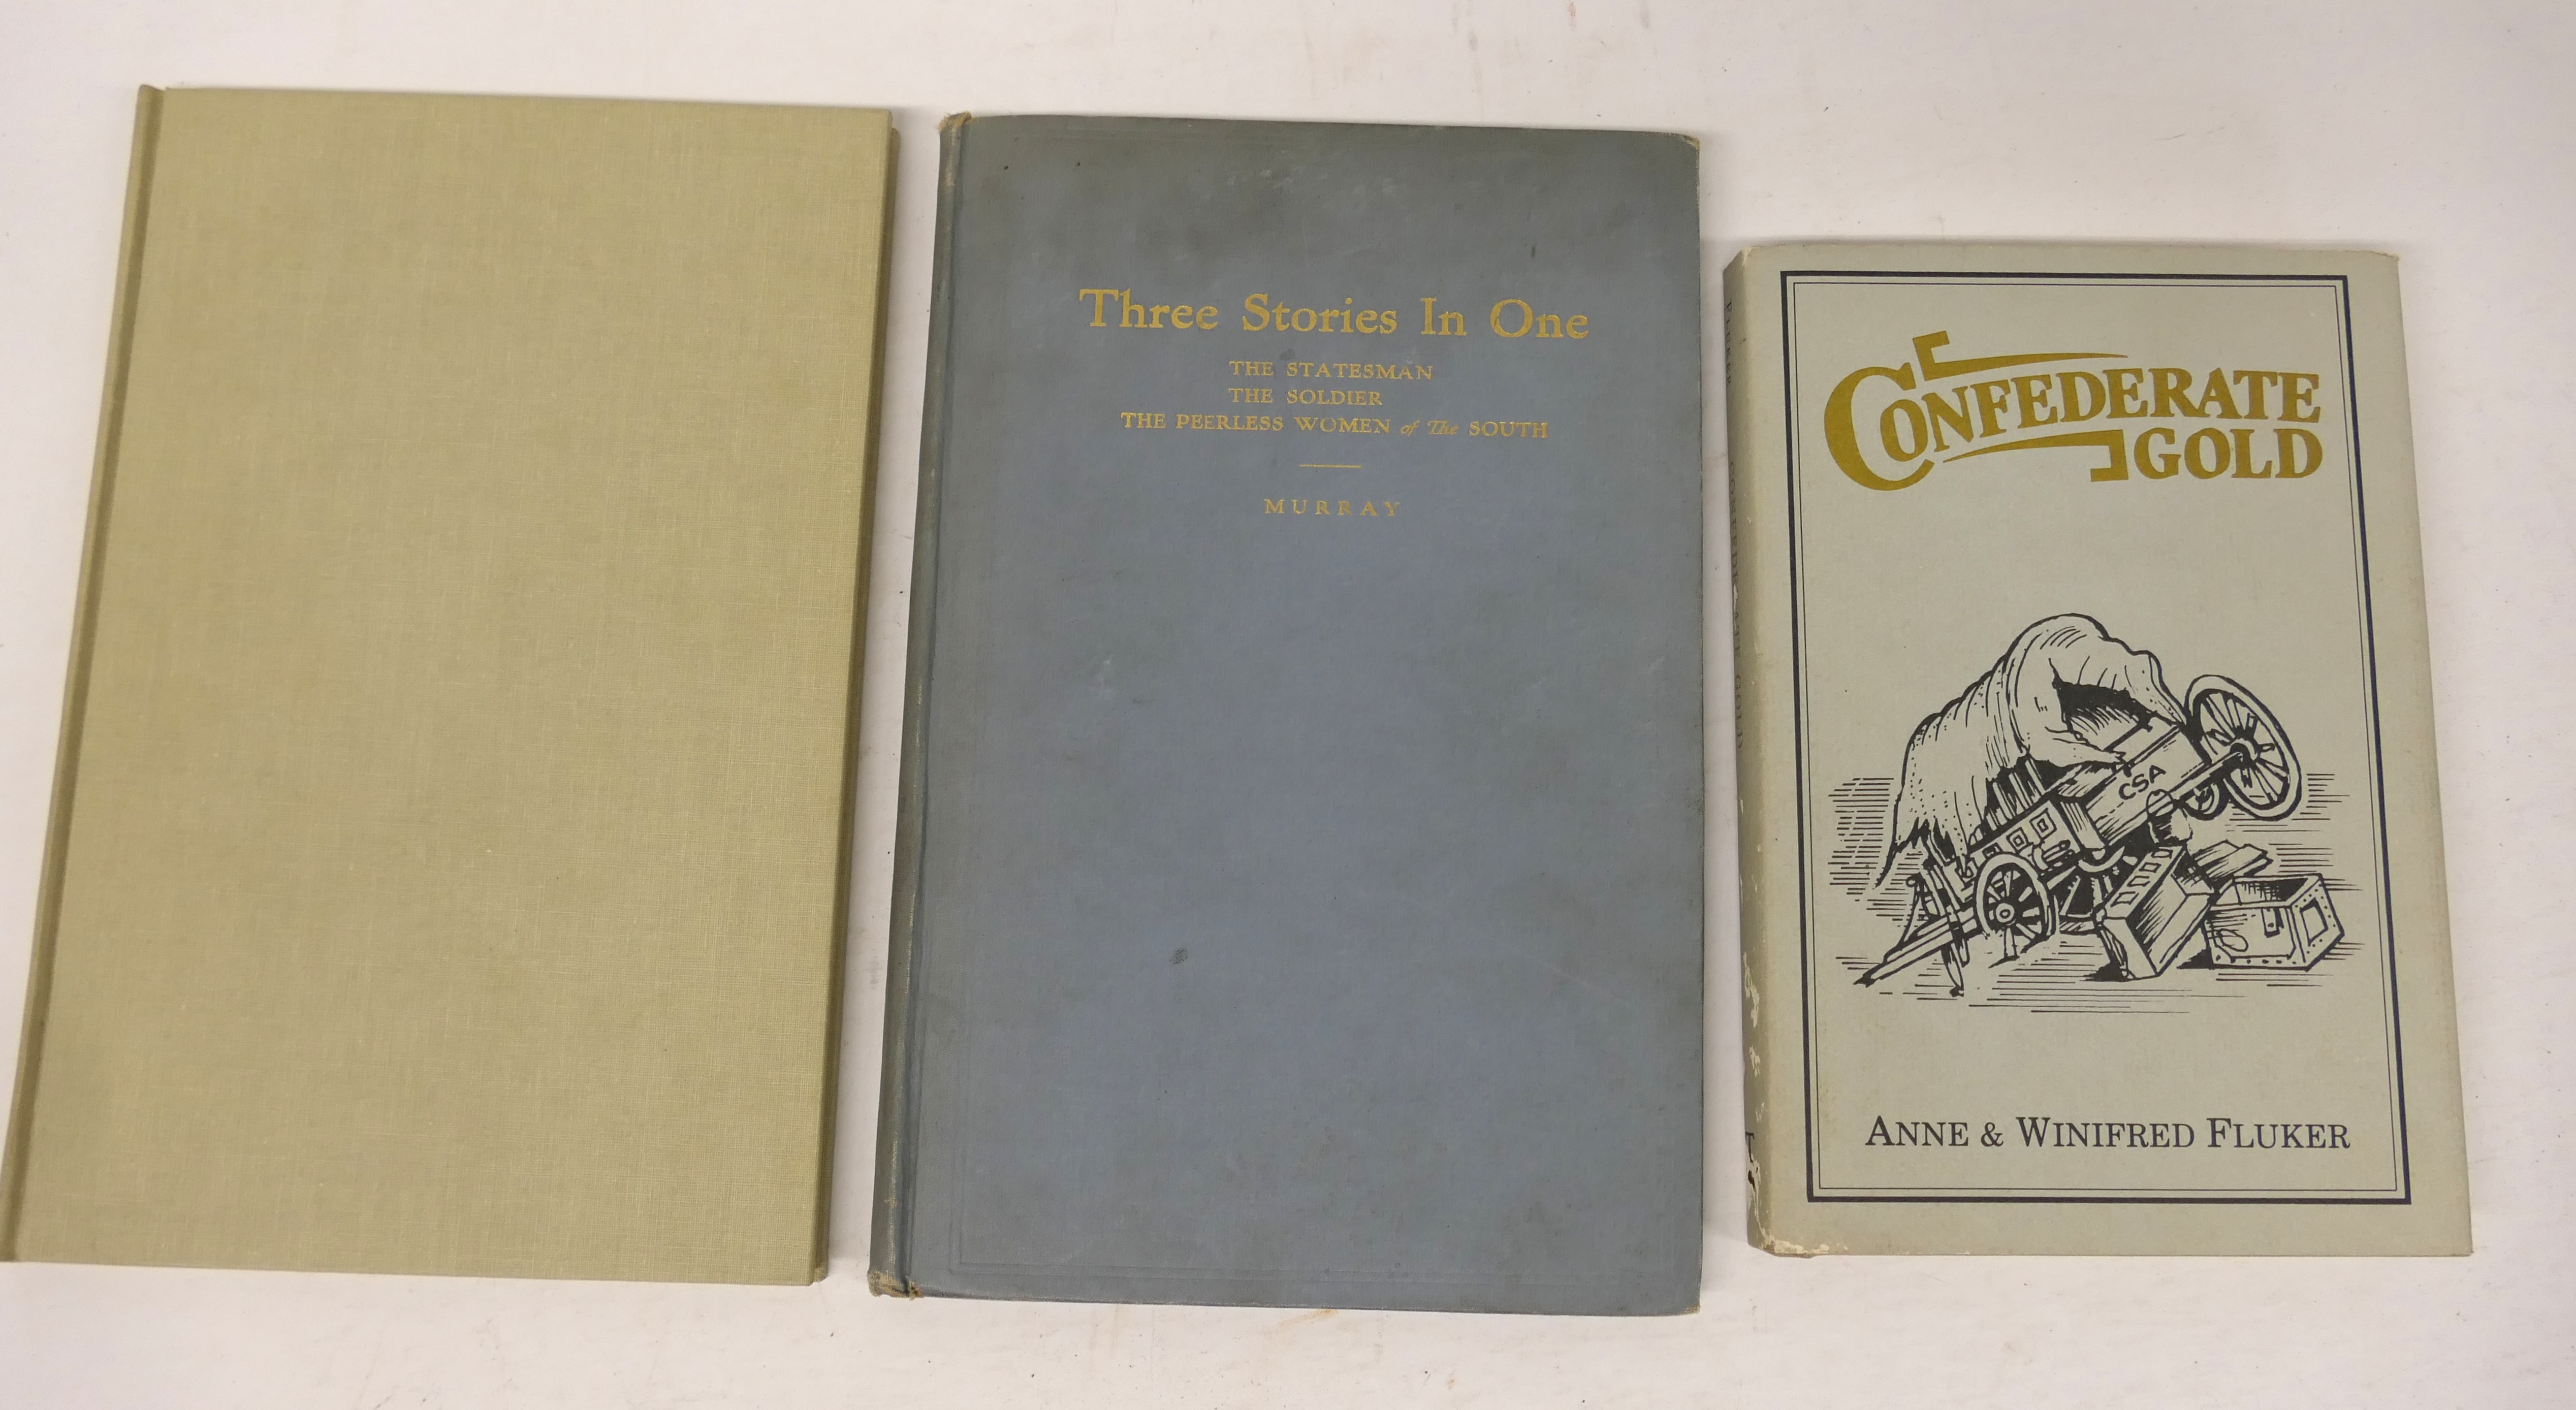 Three Stories In One
THE STATESMAN
THE SOLDIER
THE PEERLESS WOMEN of The SOUTH
MURRAY
CONFEDERATE
GOLD
CSA
ANNE & WINIFRED FLUKER